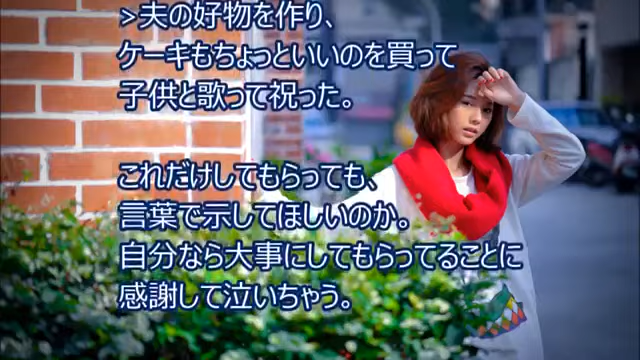 >夫の好物を作り、
ケーキもちょっといいのを買って
子供と歌って祝った。
これだけしてもらっても、
言葉で示してほしいのか。
自分なら大事にしてもらってることに
感謝して泣いちゃう。